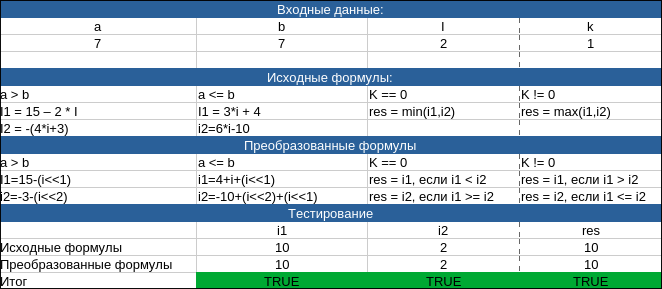 Входные данные:
a b I k
7 7 2 1
Исходные формулы:
a > b a <= b K == 0 K != 0
I1 = 15 – 2 * I I1 = 3*i + 4 res = min(i1,i2) res = max(i1,i2)
I2 = -(4*i+3) i2=6*i-10
Преобразованные формулы
a > b a <= b K == 0 K != 0
I1=15-(i<<1) i1=4+i+(i<<1) res = i1, если i1 < i2 res = i1, если i1 > i2
i2=-3-(i<<2) i2=-10+(i<<2)+(i<<1) res = i2, если i1 >= i2 res = i2, если i1 <= i2
Тестирование
i1 i2 res
Исходные формулы 10 2 10
Преобразованные формулы 10 2 10
Итог TRUE TRUE TRUE